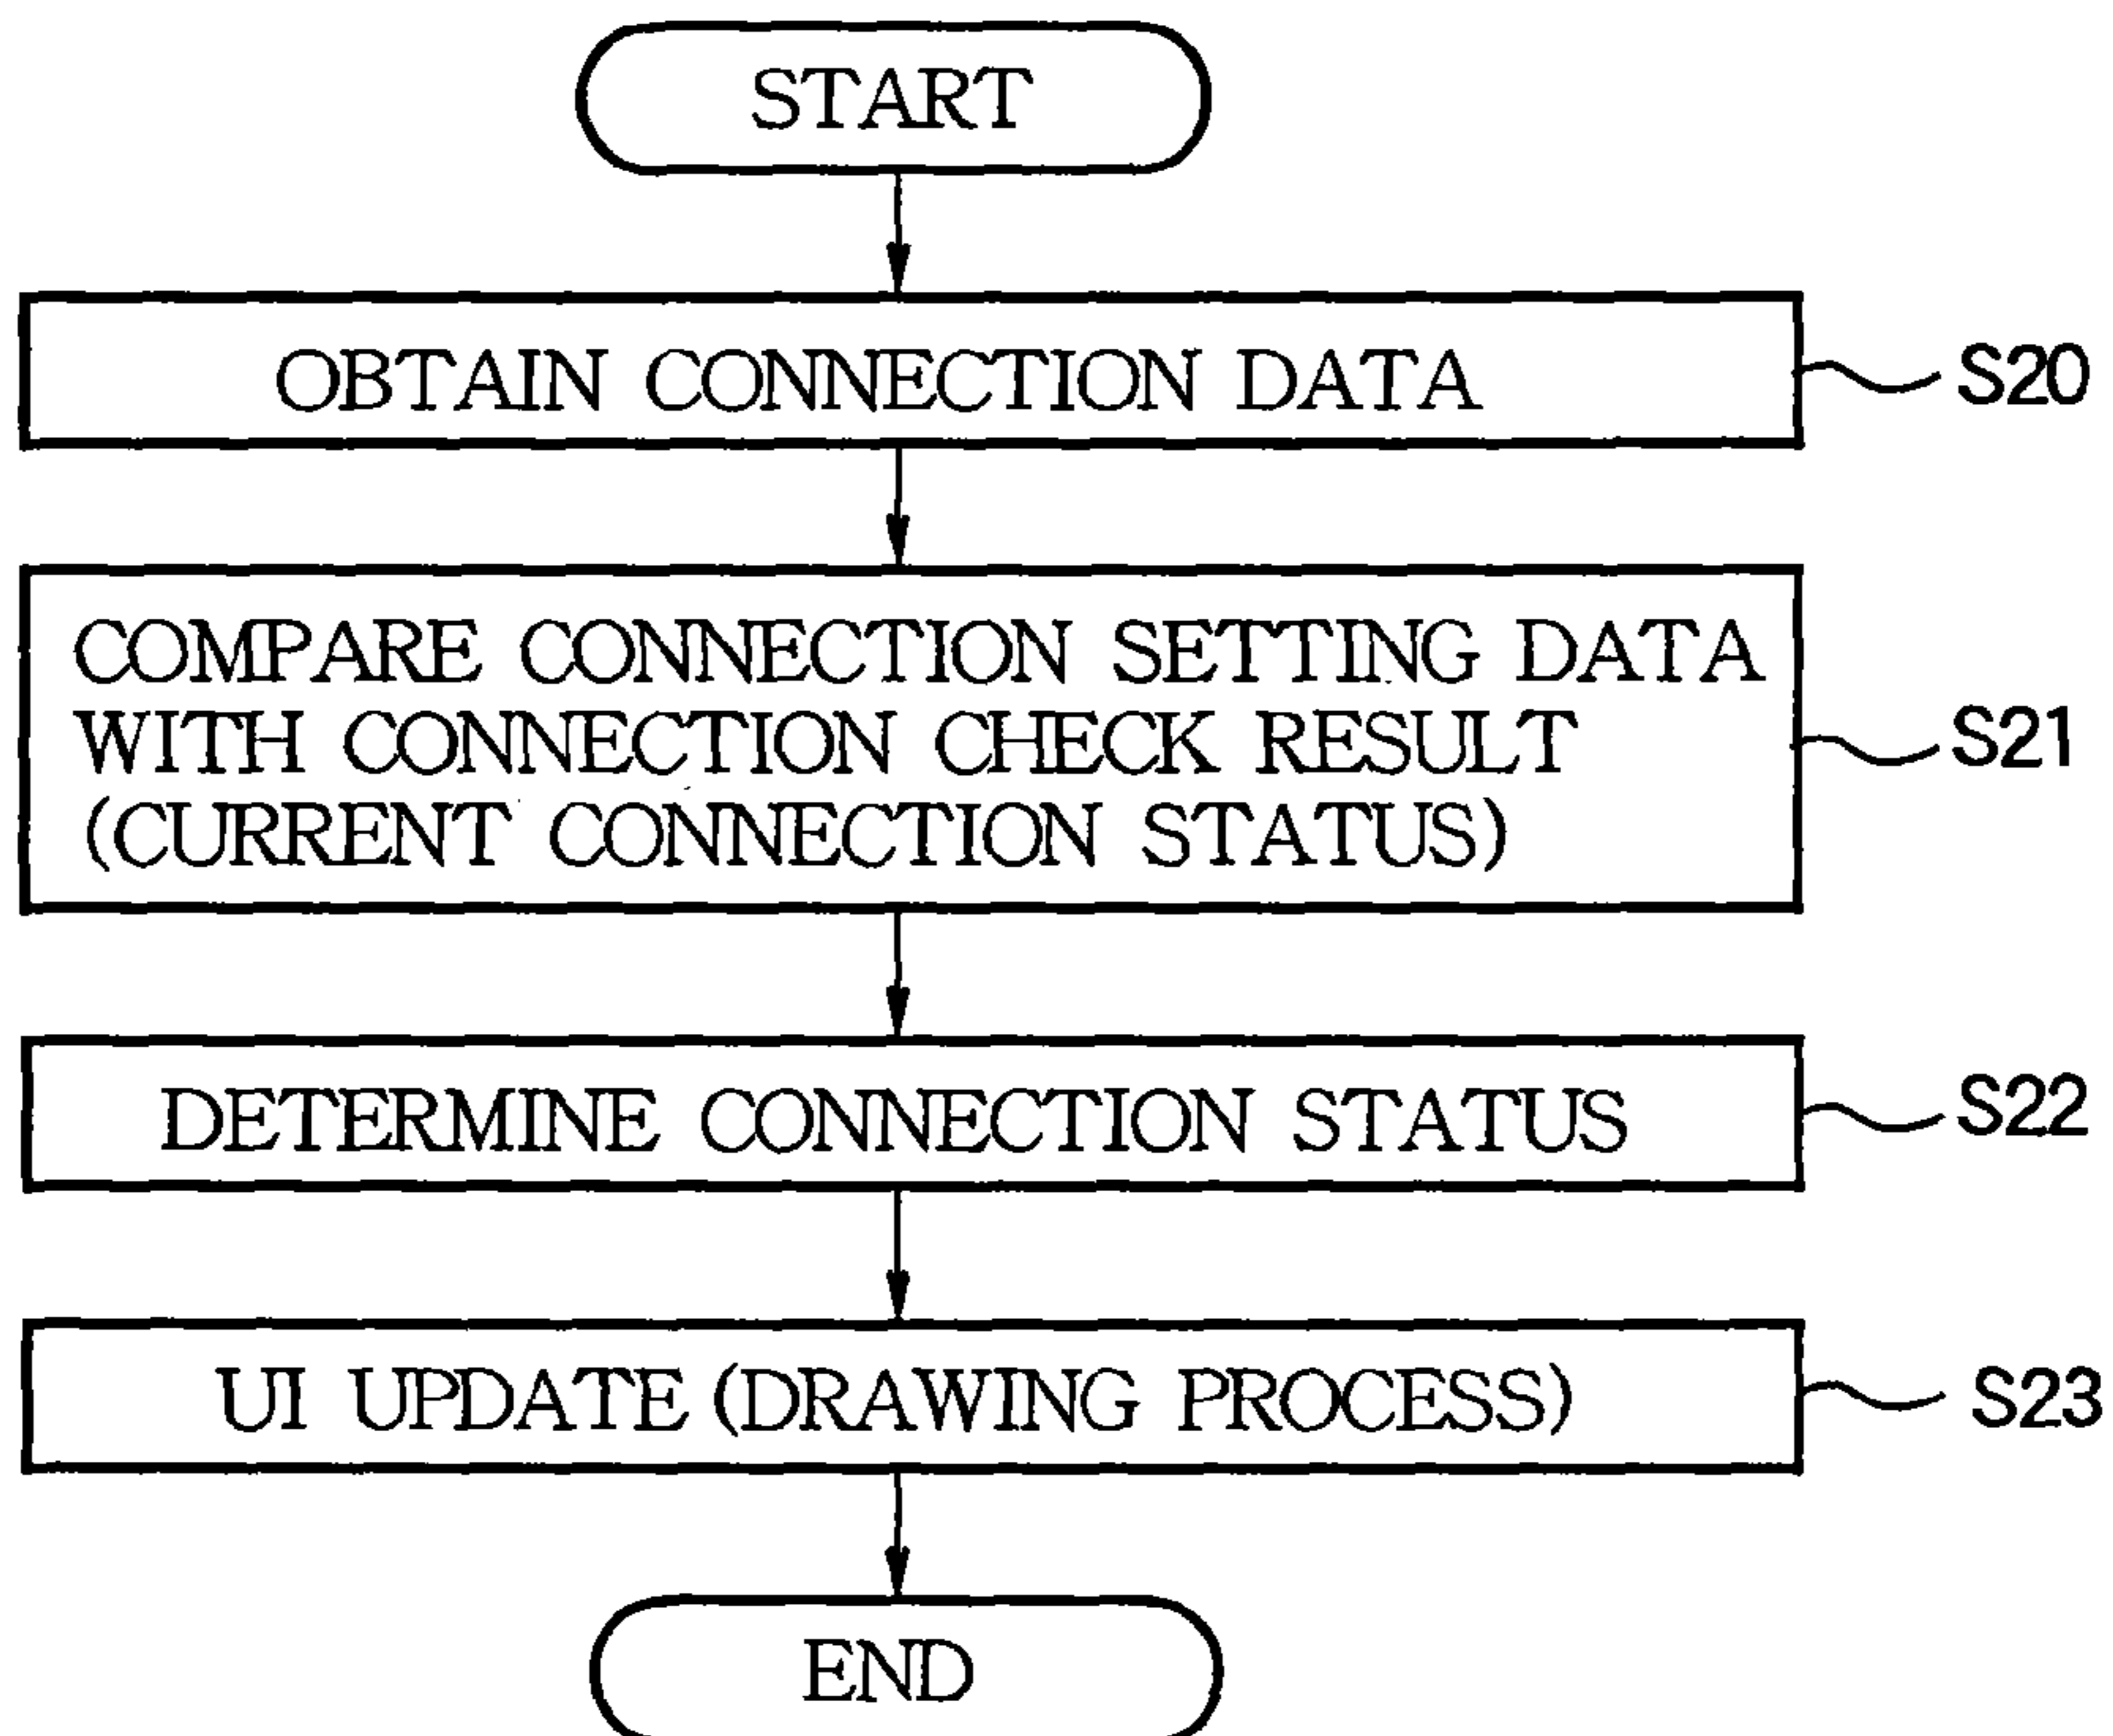 START
OBTAIN CONNECTION DATA
S20
COMPARE CONNECTION SETTING DATA
WITH CONNECTION CHECK RESULT
(CURRENT CONNECTION STATUS)
S21
DETERMINE CONNECTION STATUS
S22
UI UPDATE (DRAWING PROCESS)
S23
END